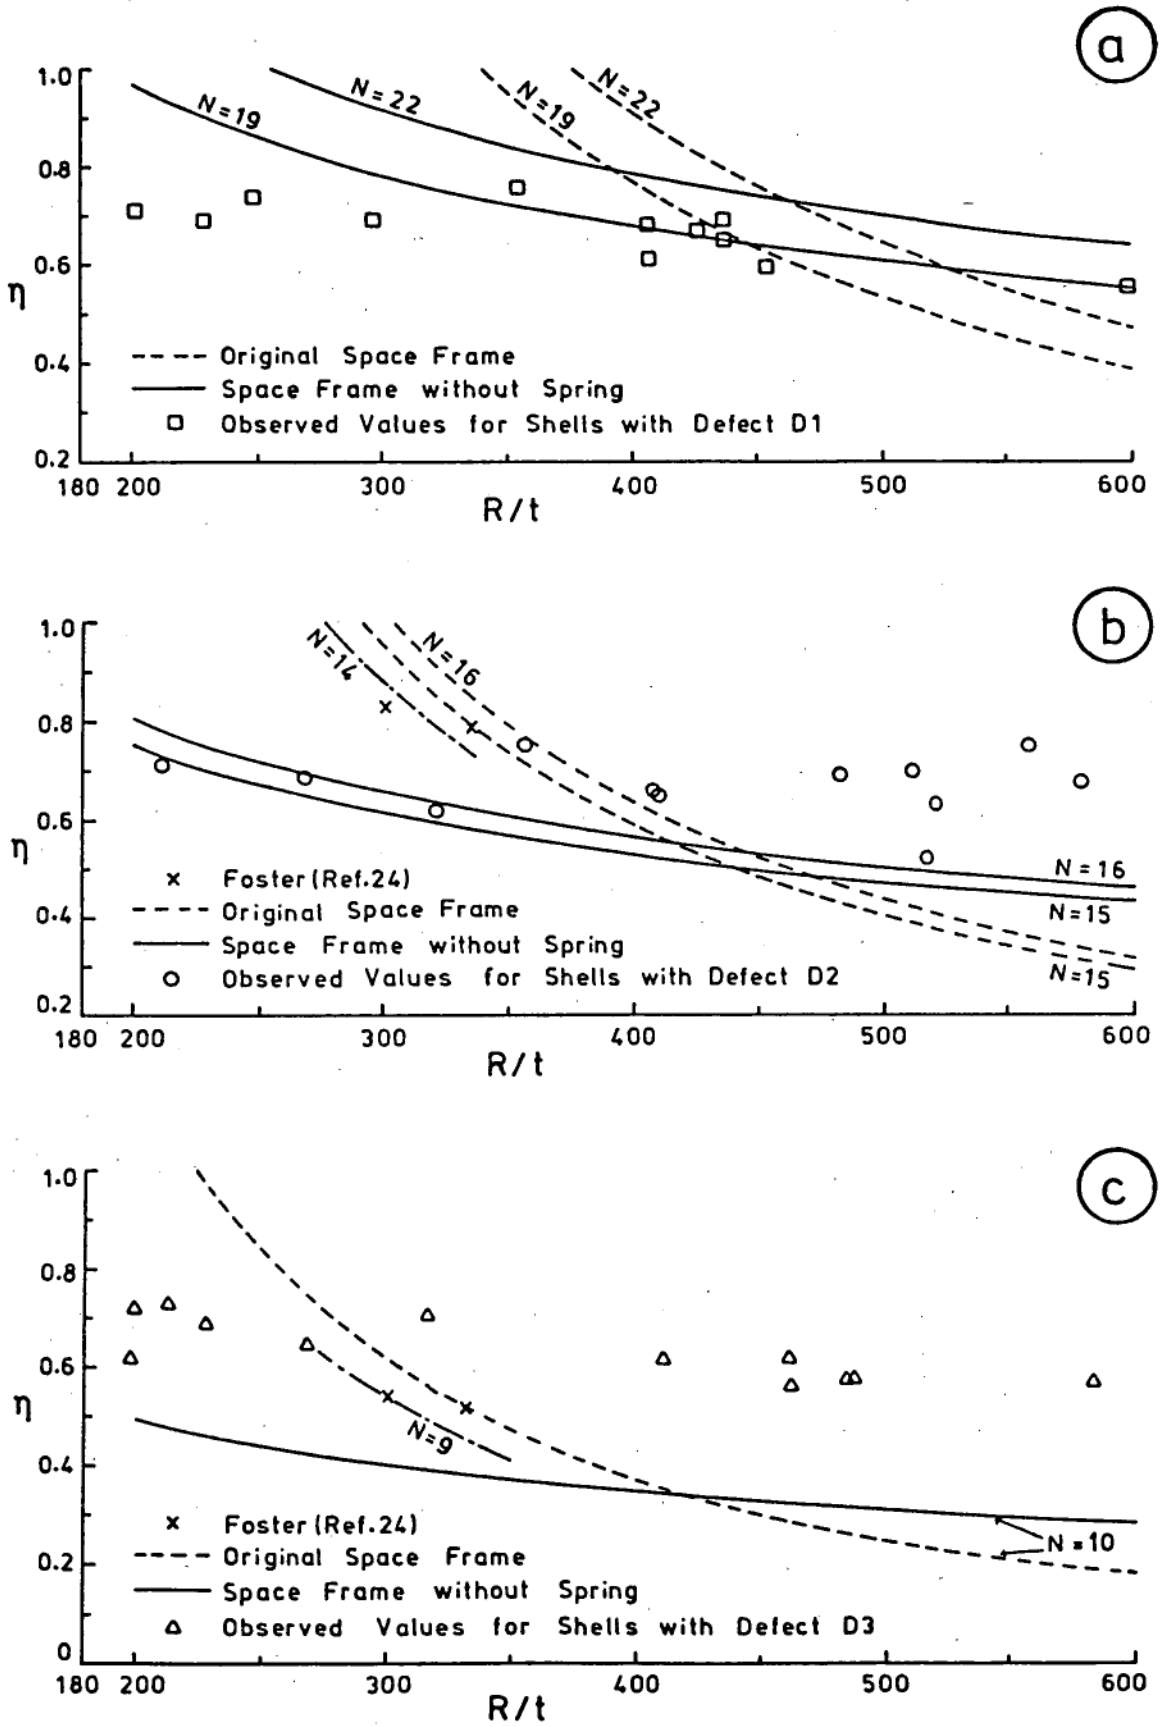 a
1.0
N=19
N=22
N=19
N=22
0.8
0.6
η
0.4
Original Space Frame
Space Frame without Spring
Observed Values for Shells with Defect D1
0.2
180 200 300 400 500 600
R/t
b
1.0
N=14
N=16
0.8
0.6
η
N=16
Foster(Ref.24)
Original Space Frame
0.4
N=15
Space Frame without Spring
Observed Values for Shells with Defect D2
N=15
0.2
180 200 300 400 500 600
R/t
c
1.0
0.8
0.6
η
N=9
0.4
Foster(Ref.24)
Original Space Frame
N=10
0.2
Space Frame without Spring
Observed Values for Shells with Defect D3
0
180 200 300 400 500 600
R/t